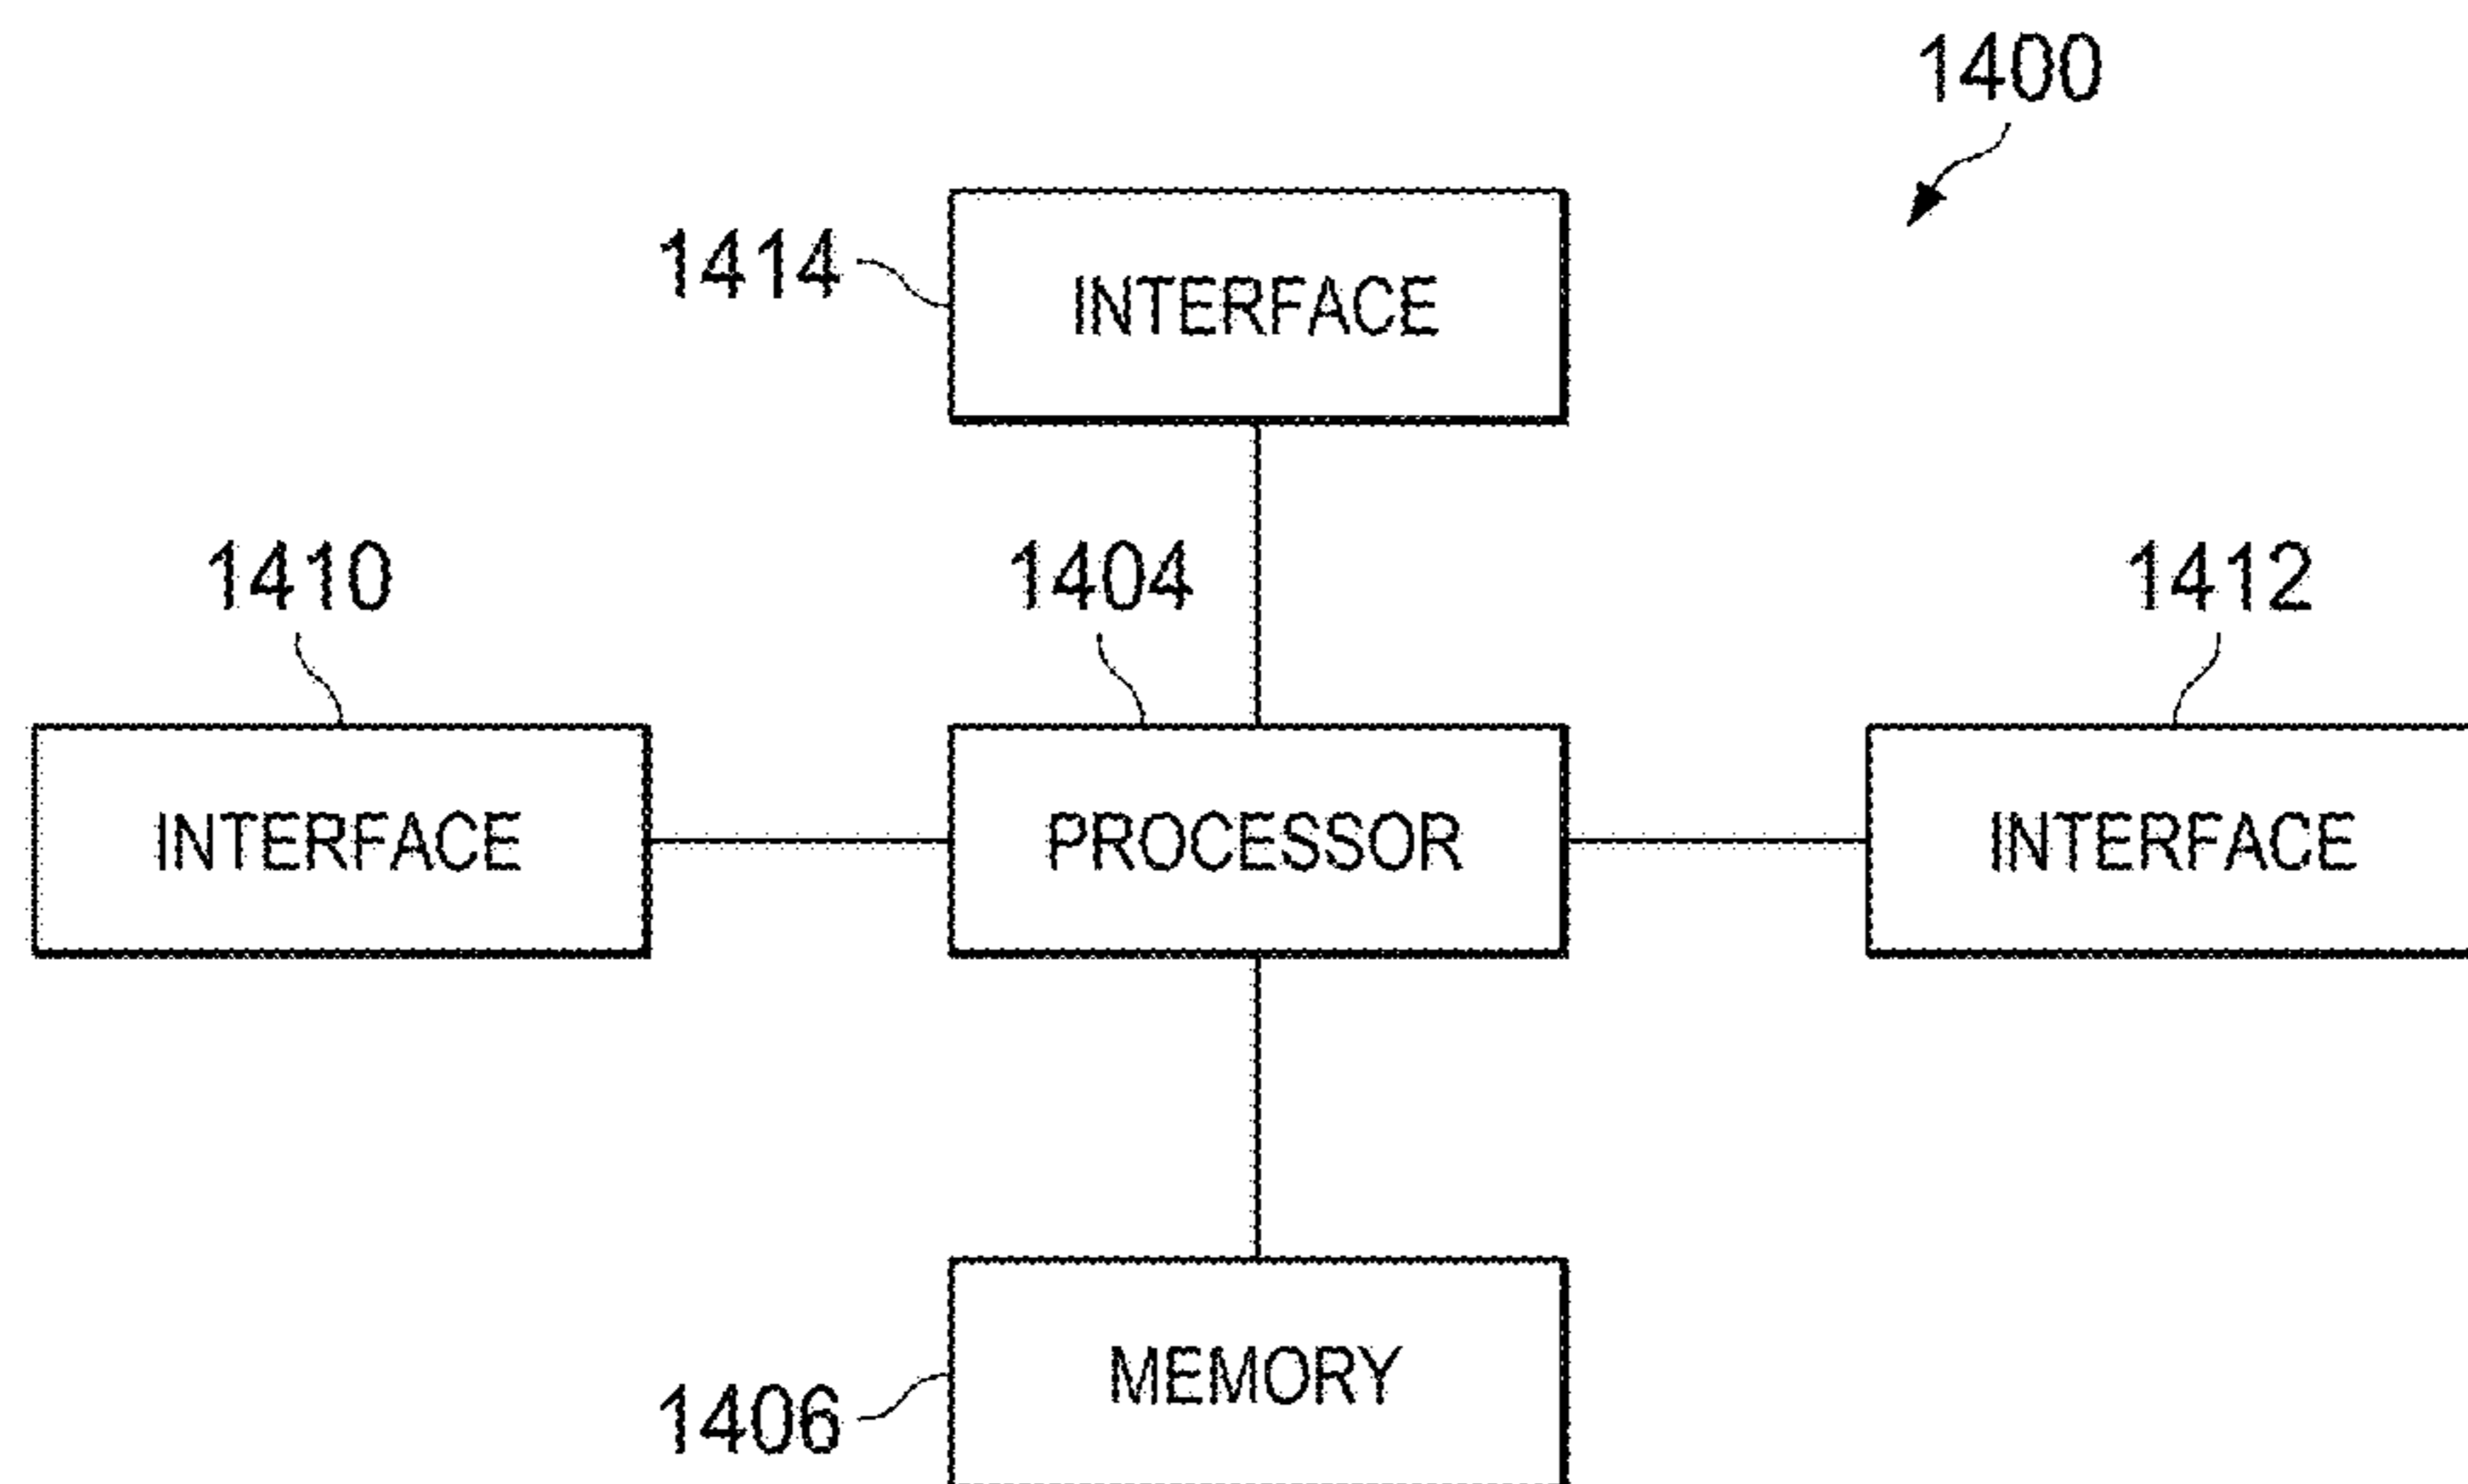 1400
1414
INTERFACE
1410
1404
1412
INTERFACE
PROCESSOR
INTERFACE
MEMORY
1406